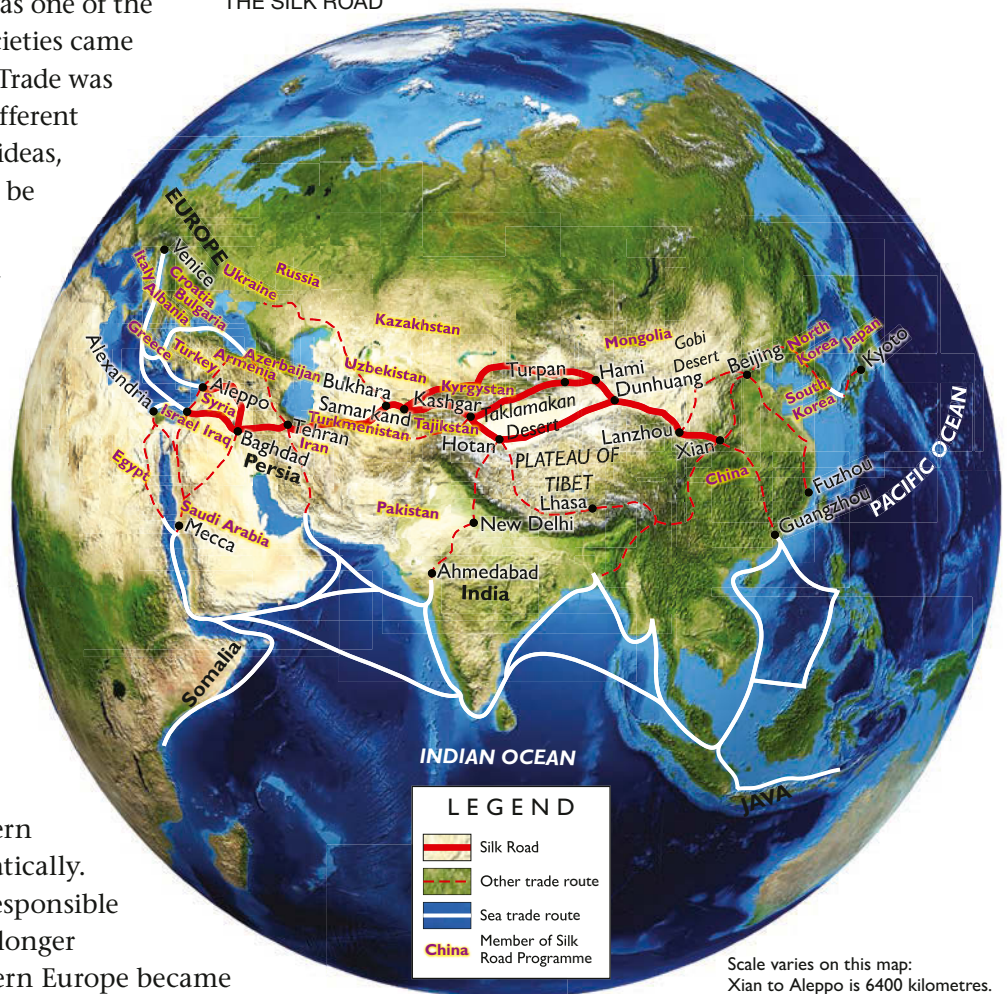 THE SILK ROAD
as one of the
cieties came
Trade was
fferent
ideas,
be
ern
atically.
esponsible
longer
ern Europe became
EUROPE
Venice
Italy
Croatia
Bulgaria
Albania
Ukraine
Russia
Greece
Turkey
Armenia
Azerbaijan
Kazakhstan
Uzbekistan
Kyrgystan
Turkmenistan
Tajikistan
Mongolia
Gobi
Desert
Beijing
North
Korea
Japan
Kyoto
South
Korea
Turpan
Hami
Dunhuang
Bukhara
Samarkand
Kashgar
Taklamakan
Desert
Hotan
Lanzhou
Xian
China
PLATEAU OF
TIBET
Lhasa
Alexandria
Aleppo
Syria
Israel
Iraq
Baghdad
Tehran
Iran
Persia
Egypt
Saudi Arabia
Mecca
Pakistan
New Delhi
Ahmedabad
India
Fuzhou
Guangzhou
PACIFIC OCEAN
Somalia
INDIAN OCEAN
JAVA
LEGEND
Silk Road
Other trade route
Sea trade route
China Member of Silk
Road Programme
Scale varies on this map:
Xian to Aleppo is 6400 kilometres.